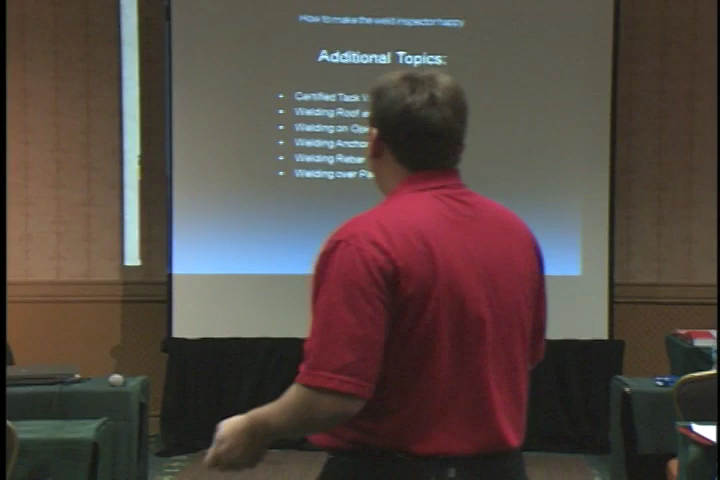 How to make the weld inspector happy
Additional Topics:
• Certified Tack
• Welding Roof
• Welding on
• Welding
• Welding Rebar
• Welding over